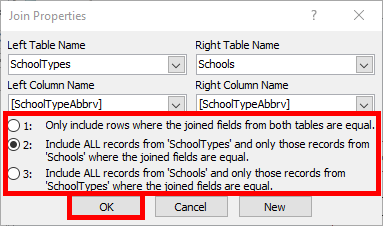 Join Properties
Left Table Name Right Table Name
SchoolTypes Schools
Left Column Name Right Column Name
[SchoolTypeAbbrv] [SchoolTypeAbbrv]
1: Only include rows where the joined fields from both tables are equal.
2: Include ALL records from 'SchoolTypes' and only those records from
'Schools' where the joined fields are equal.
3: Include ALL records from 'Schools' and only those records from
'SchoolTypes' where the joined fields are equal.
OK Cancel New